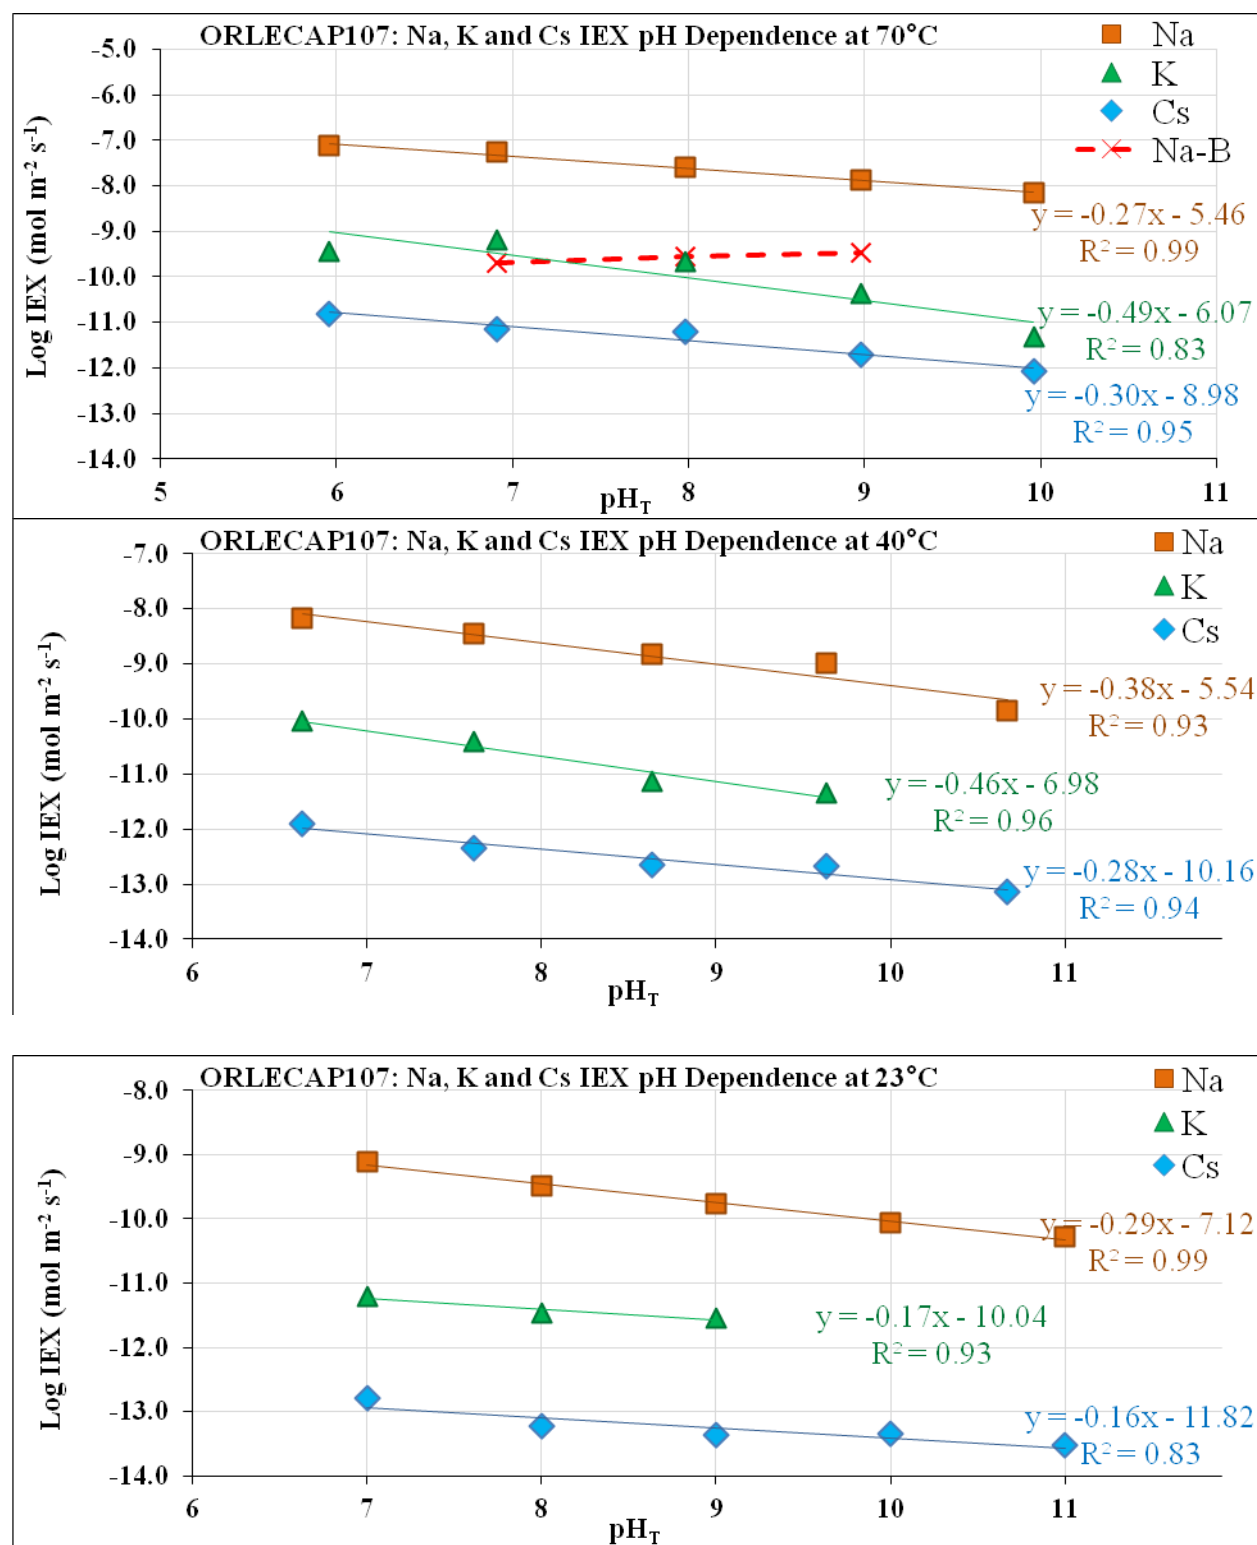 ORLECAP107: Na, K and Cs IEX pH Dependence at 70°C
Na
K
Cs
Na-B
Log IEX (mol m⁻² s⁻¹)
-5.0
-6.0
-7.0
-8.0
-9.0
-10.0
-11.0
-12.0
-13.0
-14.0
y = -0.27x - 5.46
R² = 0.99
y = -0.49x - 6.07
R² = 0.83
y = -0.30x - 8.98
R² = 0.95
5 6 7 8 9 10 11
pH_T
ORLECAP107: Na, K and Cs IEX pH Dependence at 40°C
Na
K
Cs
Log IEX (mol m⁻² s⁻¹)
-7.0
-8.0
-9.0
-10.0
-11.0
-12.0
-13.0
-14.0
y = -0.38x - 5.54
R² = 0.93
y = -0.46x - 6.98
R² = 0.96
y = -0.28x - 10.16
R² = 0.94
6 7 8 9 10 11
pH_T
ORLECAP107: Na, K and Cs IEX pH Dependence at 23°C
Na
K
Cs
Log IEX (mol m⁻² s⁻¹)
-8.0
-9.0
-10.0
-11.0
-12.0
-13.0
-14.0
y = -0.29x - 7.12
R² = 0.99
y = -0.17x - 10.04
R² = 0.93
y = -0.16x - 11.82
R² = 0.83
6 7 8 9 10 11
pH_T